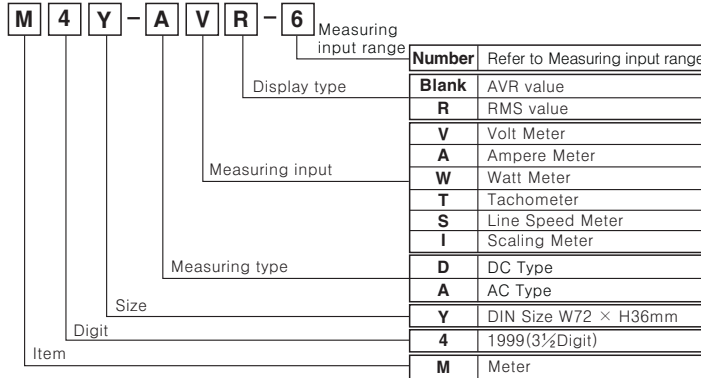 M 4 Y - A V R - 6
Measuring
input range
Number Refer to Measuring input range
Display type
Blank AVR value
R RMS value
Measuring input
V Volt Meter
A Ampere Meter
W Watt Meter
T Tachometer
S Line Speed Meter
I Scaling Meter
Measuring type
D DC Type
A AC Type
Size
Y DIN Size W72 × H36mm
Digit
4 1999(3½Digit)
Item
M Meter